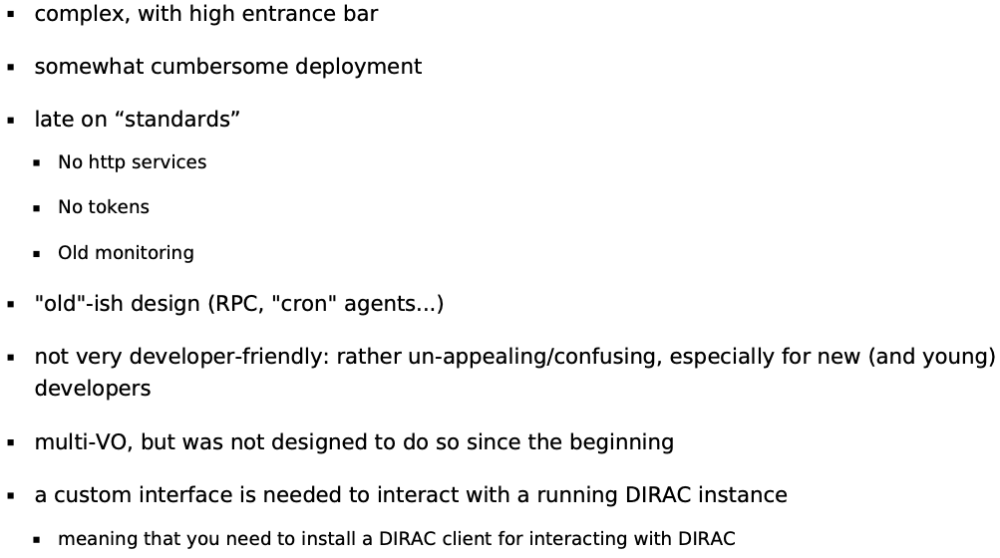 ▪ complex, with high entrance bar
▪ somewhat cumbersome deployment
▪ late on “standards”
▪ No http services
▪ No tokens
▪ Old monitoring
▪ "old"-ish design (RPC, "cron" agents...)
▪ not very developer-friendly: rather un-appealing/confusing, especially for new (and young)
developers
▪ multi-VO, but was not designed to do so since the beginning
▪ a custom interface is needed to interact with a running DIRAC instance
▪ meaning that you need to install a DIRAC client for interacting with DIRAC